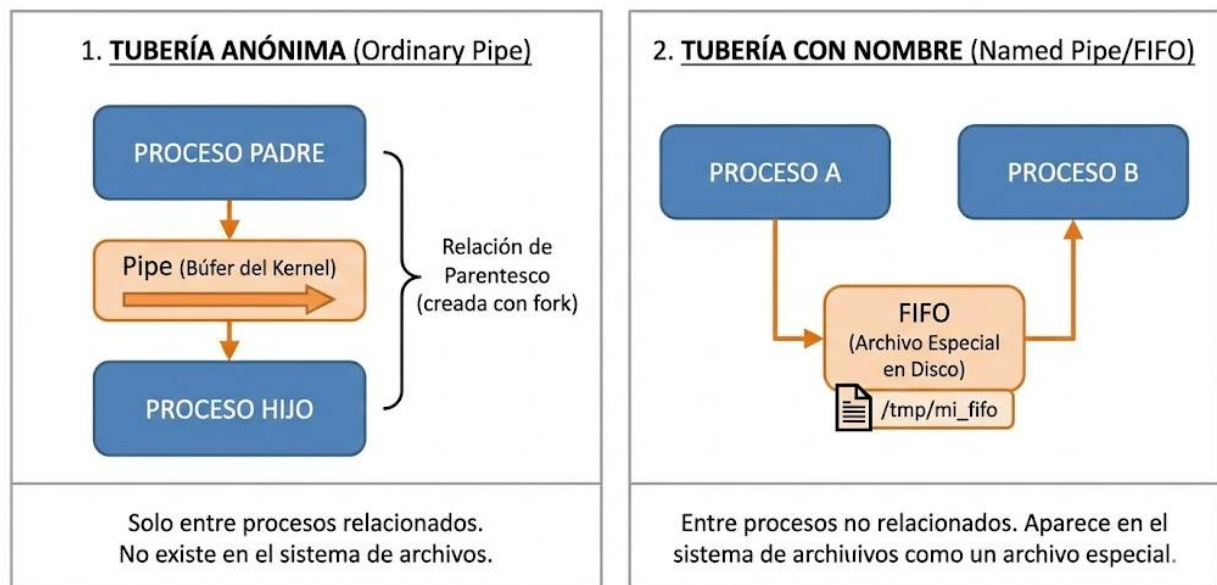 1. TUBERÍA ANÓNIMA (Ordinary Pipe)
PROCESO PADRE
Pipe (Búfer del Kernel)
PROCESO HIJO
Relación de
Parentesco
(creada con fork)
Solo entre procesos relacionados.
No existe en el sistema de archivos.
2. TUBERÍA CON NOMBRE (Named Pipe/FIFO)
PROCESO A
PROCESO B
FIFO
(Archivo Especial
en Disco)
/tmp/mi_fifo
Entre procesos no relacionados. Aparece en el
sistema de archiuivos como un archivo especial.